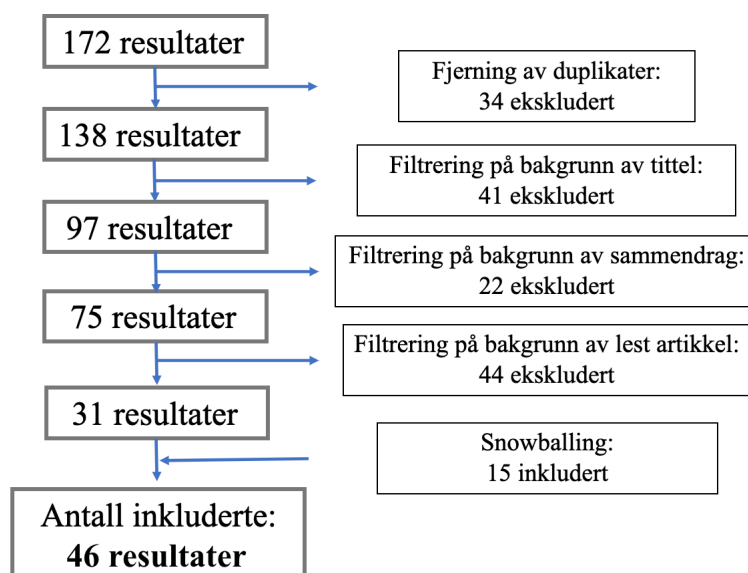 172 resultater
Fjerning av duplikater:
34 ekskludert
138 resultater
Filtrering på bakgrunn av tittel:
41 ekskludert
97 resultater
Filtrering på bakgrunn av sammendrag:
22 ekskludert
75 resultater
Filtrering på bakgrunn av lest artikkel:
44 ekskludert
31 resultater
Snowballing:
15 inkludert
Antall inkluderte:
46 resultater